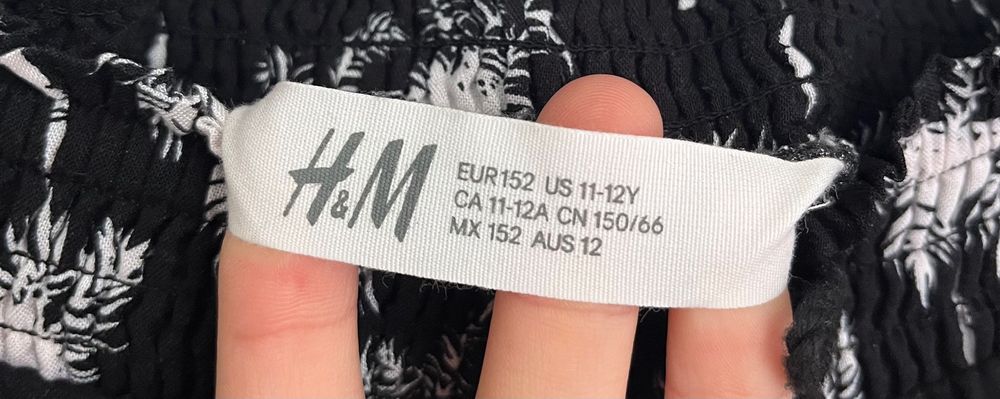 H&M
EUR152 US 11-12Y
CA 11-12A CN 150/66
MX 152 AUS 12